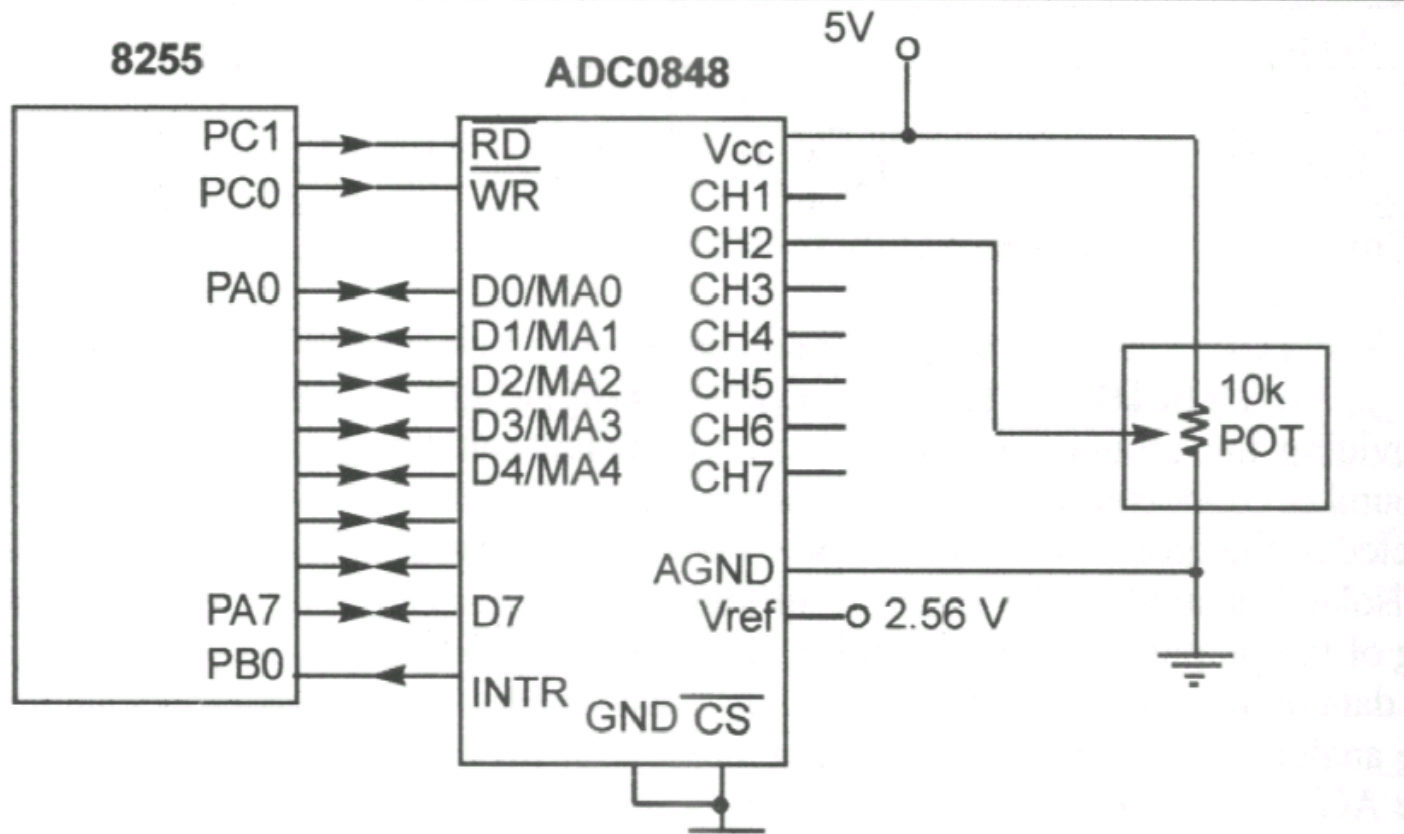 5V
8255
ADC0848
PC1
RD
Vcc
PC0
WR
CH1
CH2
PA0
D0/MA0
CH3
D1/MA1
CH4
D2/MA2
CH5
10k
D3/MA3
CH6
POT
D4/MA4
CH7
AGND
PA7
D7
Vref
2.56 V
PB0
INTR
GND CS